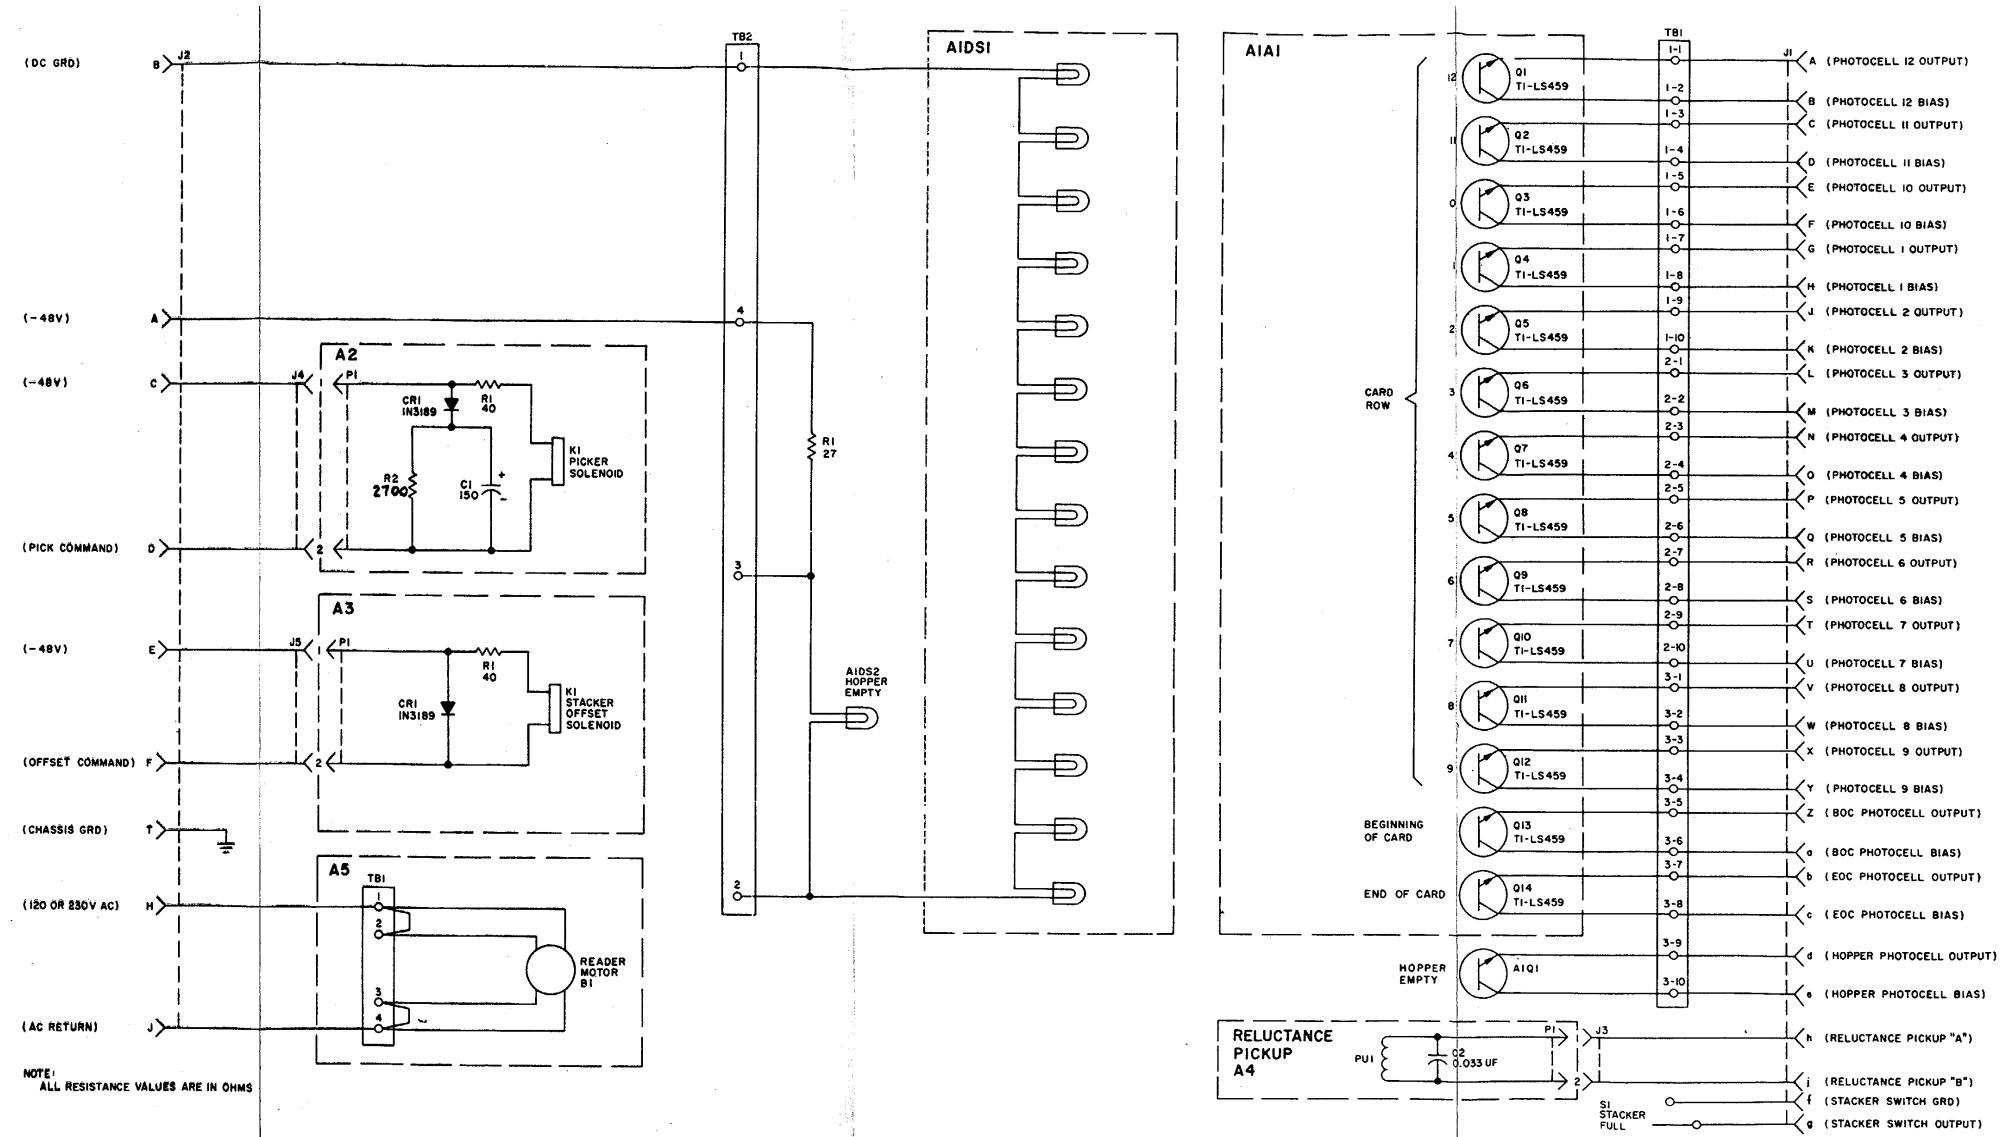 (DC GRD) B J2
(-48V) A
(-48V) C
(PICK COMMAND) D
(-48V) E
(OFFSET COMMAND) F
(CHASSIS GRD) T
(120 OR 230V AC) H
(AC RETURN) J
NOTE:
ALL RESISTANCE VALUES ARE IN OHMS
A2
J4 1 P1
CR1
IN3189
R1
40
R2
2700
C1
150
+
-
K1
PICKER
SOLENOID
2
A3
J5 1 P1
R1
40
CR1
IN3189
K1
STACKER
OFFSET
SOLENOID
2
A5
TB1
1
2
3
4
READER
MOTOR
B1
TB2
1
4
3
2
R1
27
A1DS2
HOPPER
EMPTY
A1DS1
A1A1
CARD
ROW
12 Q1
TI-LS459
11 Q2
TI-LS459
0 Q3
TI-LS459
1 Q4
TI-LS459
2 Q5
TI-LS459
3 Q6
TI-LS459
4 Q7
TI-LS459
5 Q8
TI-LS459
6 Q9
TI-LS459
7 Q10
TI-LS459
8 Q11
TI-LS459
9 Q12
TI-LS459
BEGINNING
OF CARD
Q13
TI-LS459
END OF CARD
Q14
TI-LS459
HOPPER
EMPTY
A1Q1
TB1
J1
1-1 A (PHOTOCELL 12 OUTPUT)
1-2 B (PHOTOCELL 12 BIAS)
1-3 C (PHOTOCELL 11 OUTPUT)
1-4 D (PHOTOCELL 11 BIAS)
1-5 E (PHOTOCELL 10 OUTPUT)
1-6 F (PHOTOCELL 10 BIAS)
1-7 G (PHOTOCELL 1 OUTPUT)
1-8 H (PHOTOCELL 1 BIAS)
1-9 J (PHOTOCELL 2 OUTPUT)
1-10 K (PHOTOCELL 2 BIAS)
2-1 L (PHOTOCELL 3 OUTPUT)
2-2 M (PHOTOCELL 3 BIAS)
2-3 N (PHOTOCELL 4 OUTPUT)
2-4 O (PHOTOCELL 4 BIAS)
2-5 P (PHOTOCELL 5 OUTPUT)
2-6 Q (PHOTOCELL 5 BIAS)
2-7 R (PHOTOCELL 6 OUTPUT)
2-8 S (PHOTOCELL 6 BIAS)
2-9 T (PHOTOCELL 7 OUTPUT)
2-10 U (PHOTOCELL 7 BIAS)
3-1 V (PHOTOCELL 8 OUTPUT)
3-2 W (PHOTOCELL 8 BIAS)
3-3 X (PHOTOCELL 9 OUTPUT)
3-4 Y (PHOTOCELL 9 BIAS)
3-5 Z (BOC PHOTOCELL OUTPUT)
3-6 a (BOC PHOTOCELL BIAS)
3-7 b (EOC PHOTOCELL OUTPUT)
3-8 c (EOC PHOTOCELL BIAS)
3-9 d (HOPPER PHOTOCELL OUTPUT)
3-10 e (HOPPER PHOTOCELL BIAS)
RELUCTANCE
PICKUP
A4
PU1
C2
0.033 UF
P1 J3 h (RELUCTANCE PICKUP "A")
2 j (RELUCTANCE PICKUP "B")
f (STACKER SWITCH GRD)
S1
STACKER
FULL
g (STACKER SWITCH OUTPUT)